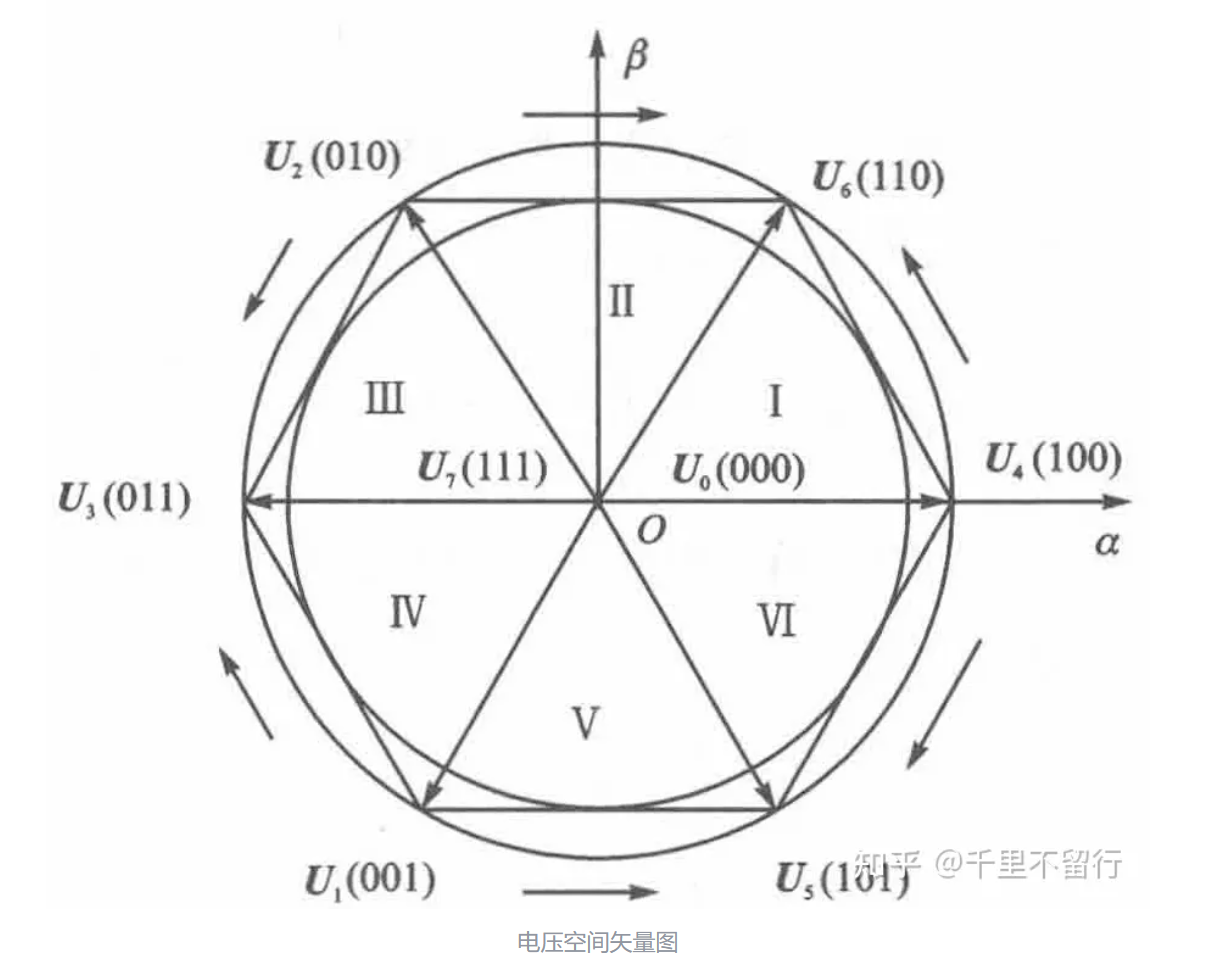 β
U₂(010)
U₆(110)
II
III
I
U₇(111)
U₀(000)
U₄(100)
U₃(011)
O
α
IV
VI
V
U₁(001)
U₅(101)
知乎 @千里不留行
电压空间矢量图